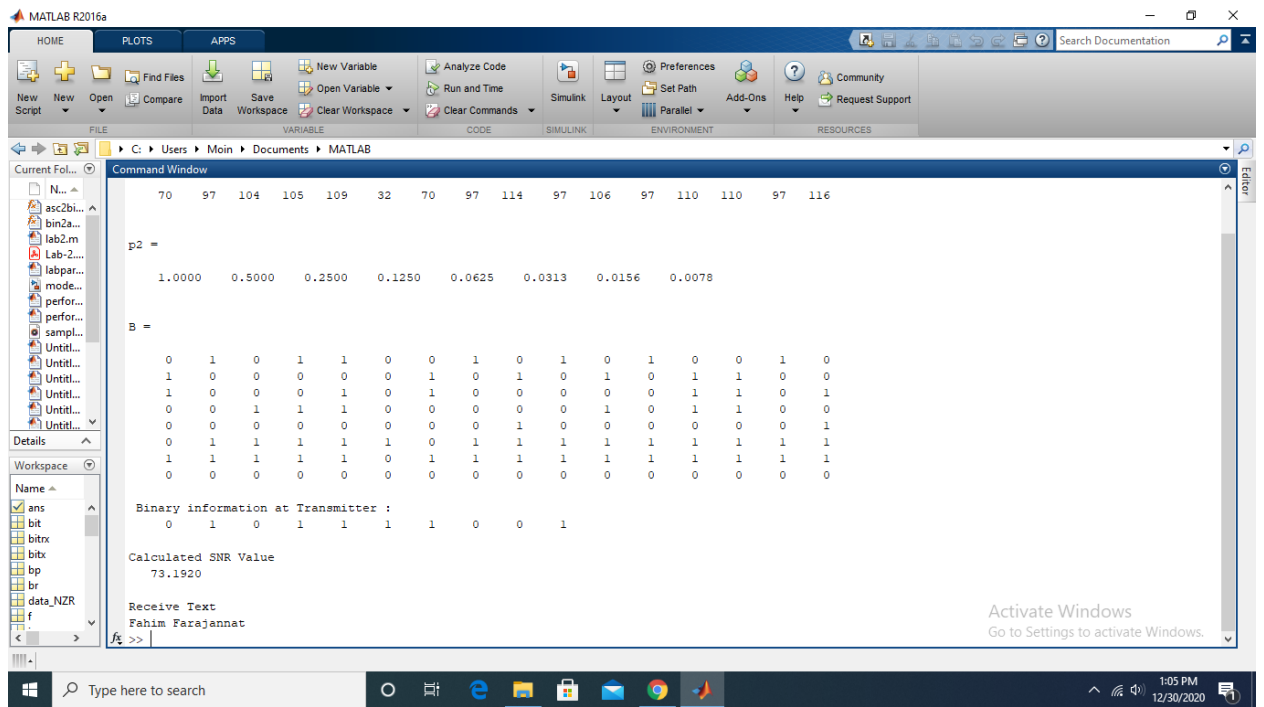 MATLAB R2016a
HOME PLOTS APPS Search Documentation
New Script New Open Find Files Compare Import Data Save Workspace New Variable Open Variable Clear Workspace Analyze Code Run and Time Clear Commands Simulink Layout Preferences Set Path Parallel Add-Ons Help Community Request Support
FILE VARIABLE CODE SIMULINK ENVIRONMENT RESOURCES
C: Users Moin Documents MATLAB
Current Fol...
N...
asc2bi...
bin2a...
lab2.m
Lab-2....
labpar...
mode...
perfor...
perfor...
sampl...
Untitl...
Untitl...
Untitl...
Untitl...
Untitl...
Untitl...
Details
Workspace
Name
ans
bit
bitrx
bitx
bp
br
data_NZR
f
Command Window
70 97 104 105 109 32 70 97 114 97 106 97 110 110 97 116
p2 =
1.0000 0.5000 0.2500 0.1250 0.0625 0.0313 0.0156 0.0078
B =
0 1 0 1 1 0 0 1 0 1 0 1 0 0 1 0
1 0 0 0 0 0 1 0 1 0 1 0 1 1 0 0
1 0 0 0 1 0 1 0 0 0 0 0 1 1 0 1
0 0 1 1 1 0 0 0 0 0 1 0 1 1 0 0
0 0 0 0 0 0 0 0 1 0 0 0 0 0 0 1
0 1 1 1 1 1 0 1 1 1 1 1 1 1 1 1
1 1 1 1 1 0 1 1 1 1 1 1 1 1 1 1
0 0 0 0 0 0 0 0 0 0 0 0 0 0 0 0
Binary information at Transmitter :
0 1 0 1 1 1 1 0 0 1
Calculated SNR Value
73.1920
Receive Text
Fahim Farajannat
fx >>
Editor
Activate Windows
Go to Settings to activate Windows.
Type here to search
1:05 PM
12/30/2020